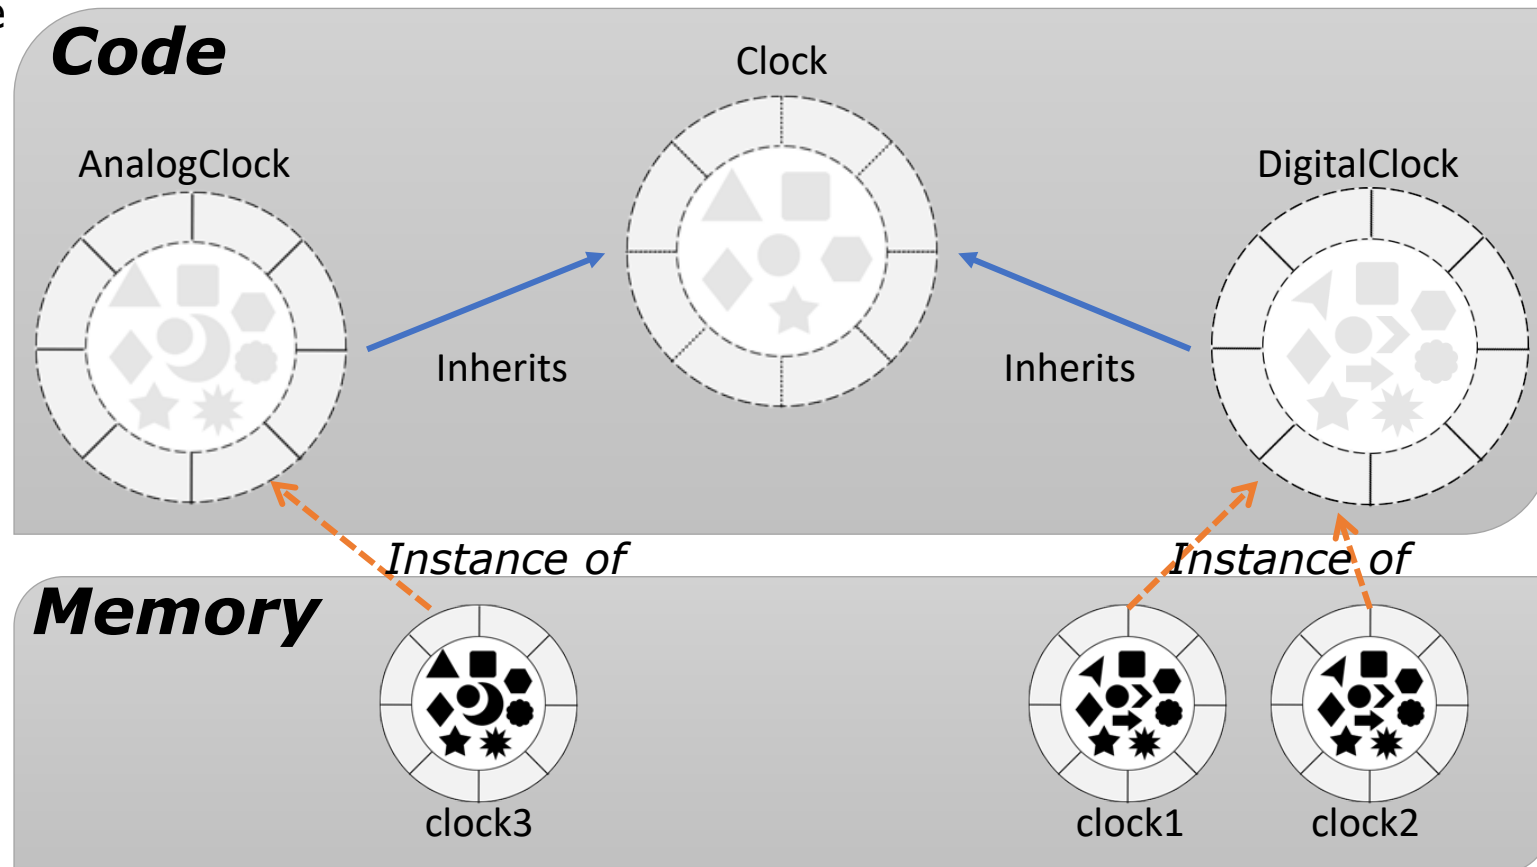 e
Code
Clock
AnalogClock
DigitalClock
Inherits
Inherits
Instance of
Instance of
Memory
clock3
clock1
clock2